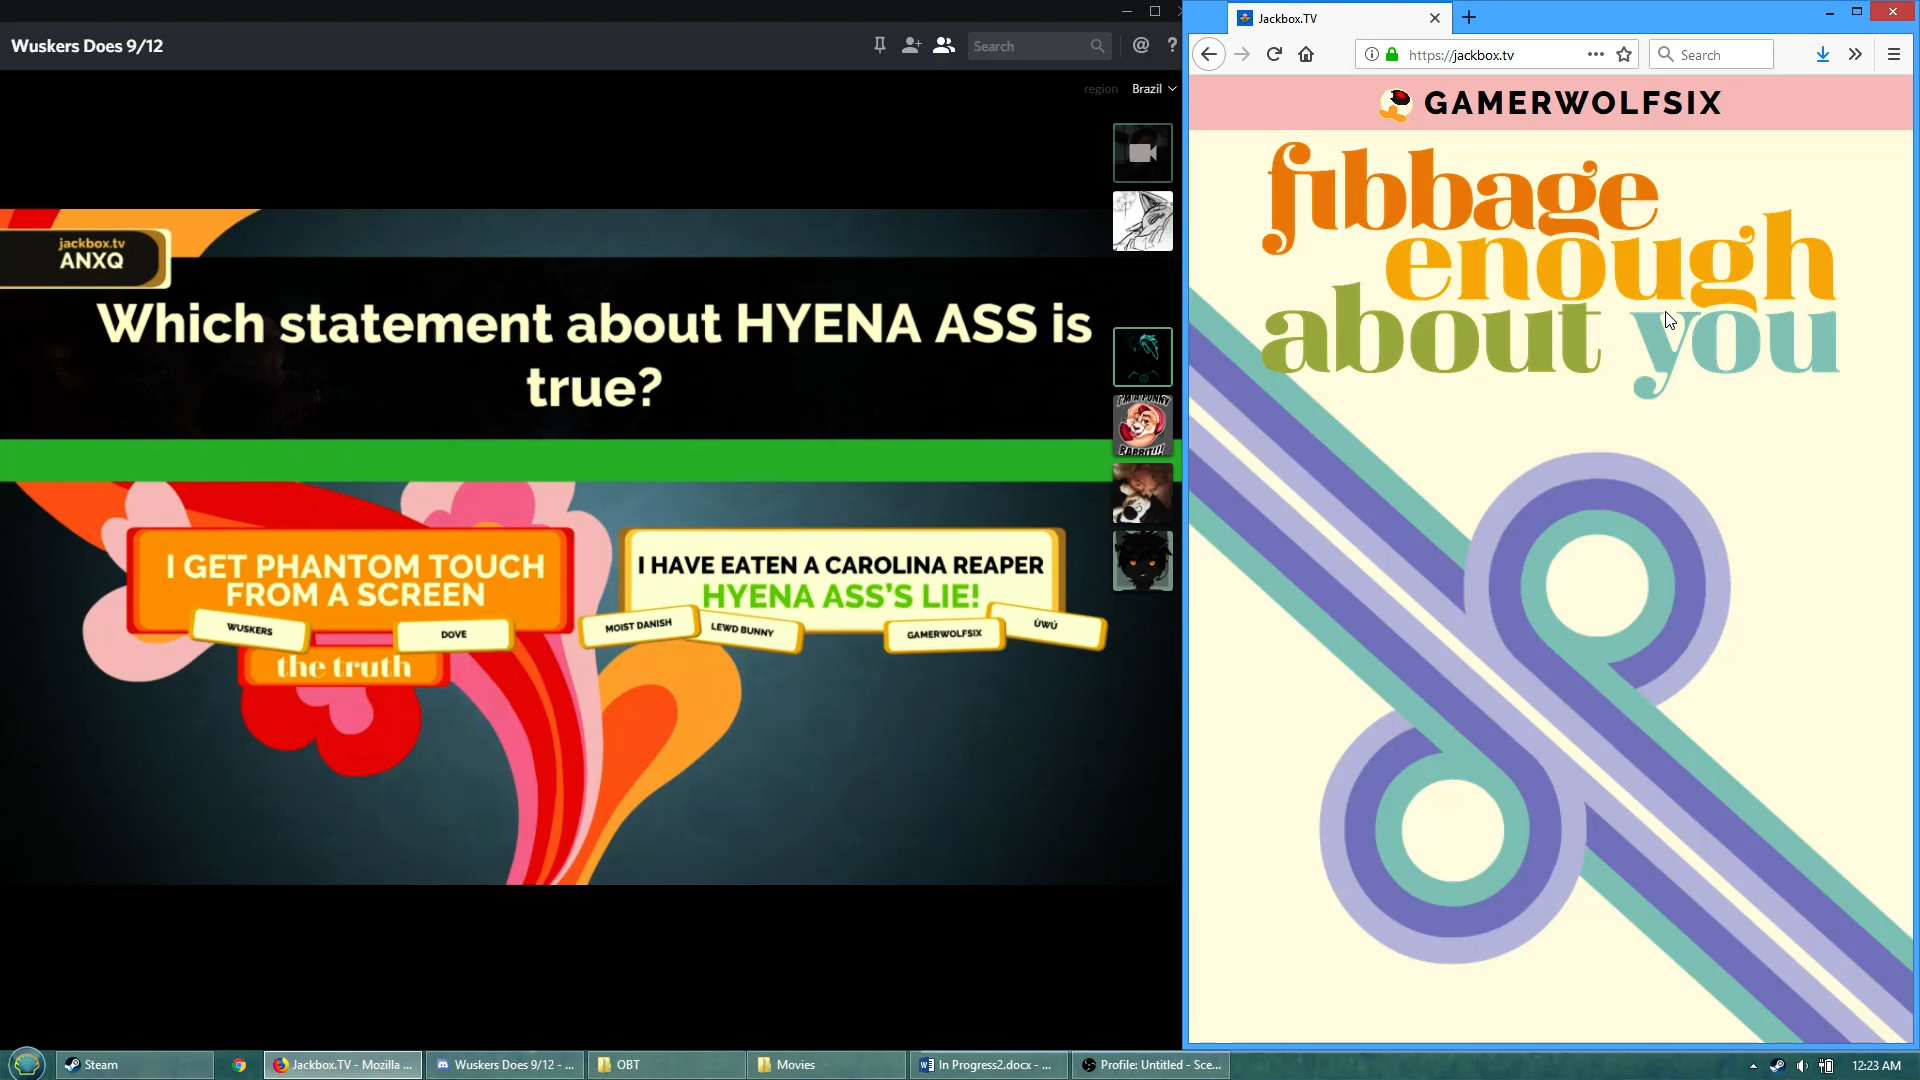 Wuskers Does 9/12
Search
@
?
region Brazil
jackbox.tv
ANXQ
Which statement about HYENA ASS is
true?
I GET PHANTOM TOUCH
FROM A SCREEN
WUSKERS
DOVE
the truth
I HAVE EATEN A CAROLINA REAPER
HYENA ASS'S LIE!
MOIST DANISH
LEWD BUNNY
GAMERWOLFSIX
ÚWÚ
RABBIT!!!
Jackbox.TV
https://jackbox.tv
Search
GAMERWOLFSIX
fibbage
enough
about you
Steam
Jackbox.TV - Mozilla ...
Wuskers Does 9/12 - ...
OBT
Movies
In Progress2.docx - ...
Profile: Untitled - Sce...
12:23 AM